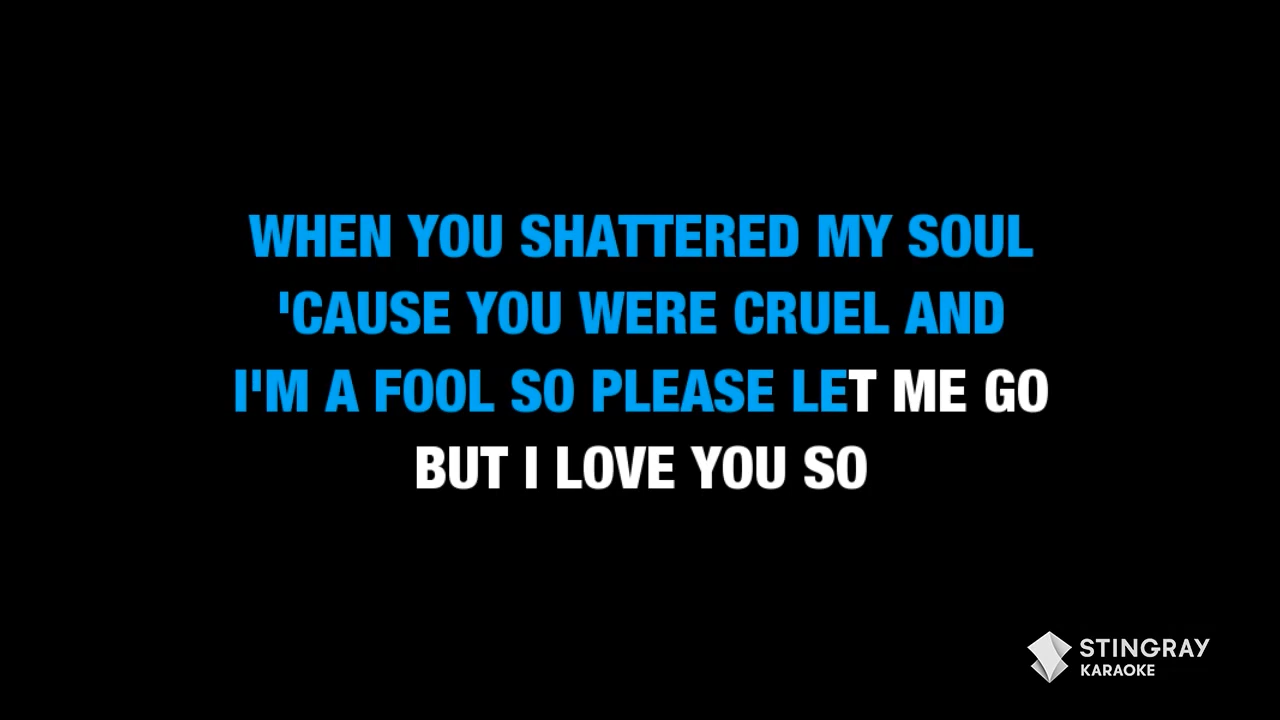 WHEN YOU SHATTERED MY SOUL
'CAUSE YOU WERE CRUEL AND
I'M A FOOL SO PLEASE LET ME GO
BUT I LOVE YOU SO
STINGRAY
KARAOKE